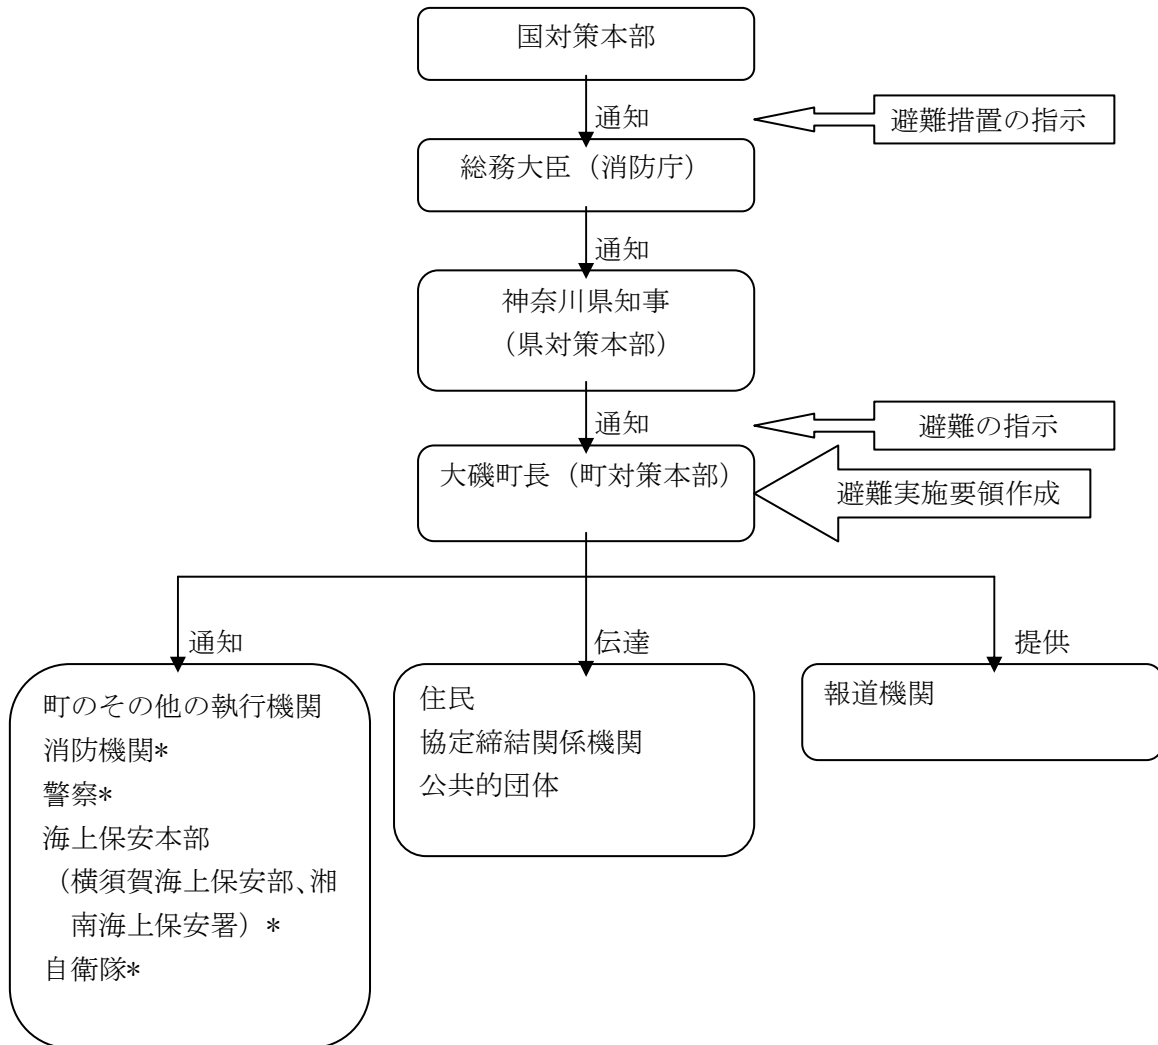 国対策本部
通知
避難措置の指示
総務大臣（消防庁）
通知
神奈川県知事
（県対策本部）
通知
避難の指示
大磯町長（町対策本部）
避難実施要領作成
通知
伝達
提供
町のその他の執行機関
消防機関*
警察*
海上保安本部
（横須賀海上保安部、湘
南海上保安署）*
自衛隊*
住民
協定締結関係機関
公共的団体
報道機関